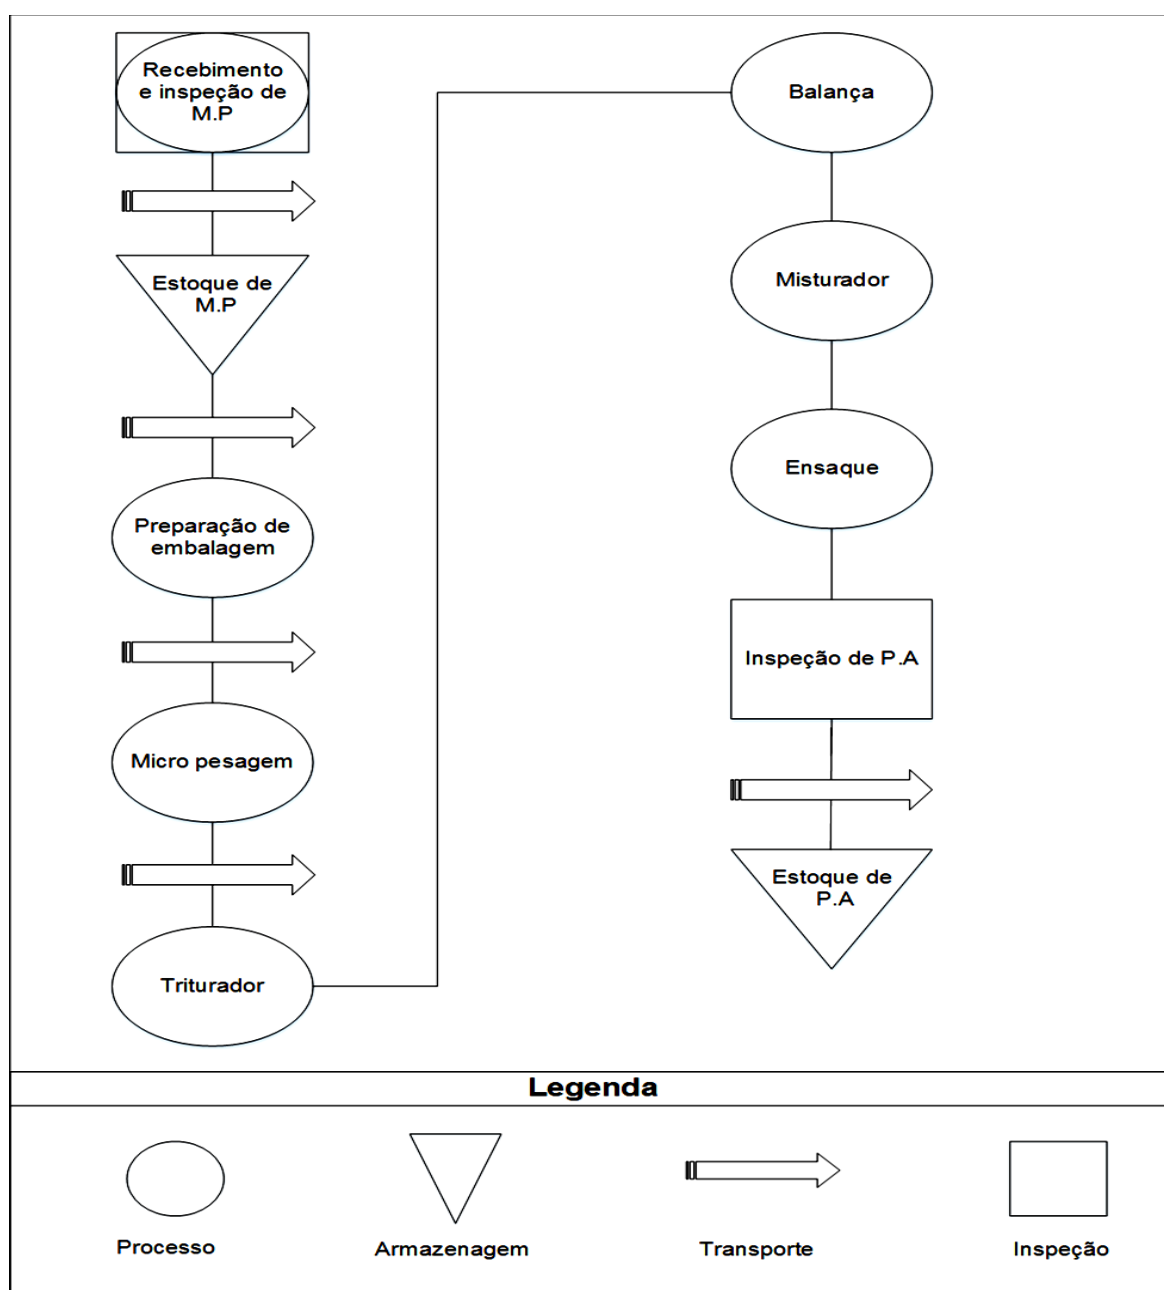 Recebimento
e inspeção de
M.P
Estoque de
M.P
Preparação de
embalagem
Micro pesagem
Triturador
Balança
Misturador
Ensaque
Inspeção de P.A
Estoque de
P.A
Legenda
Processo
Armazenagem
Transporte
Inspeção